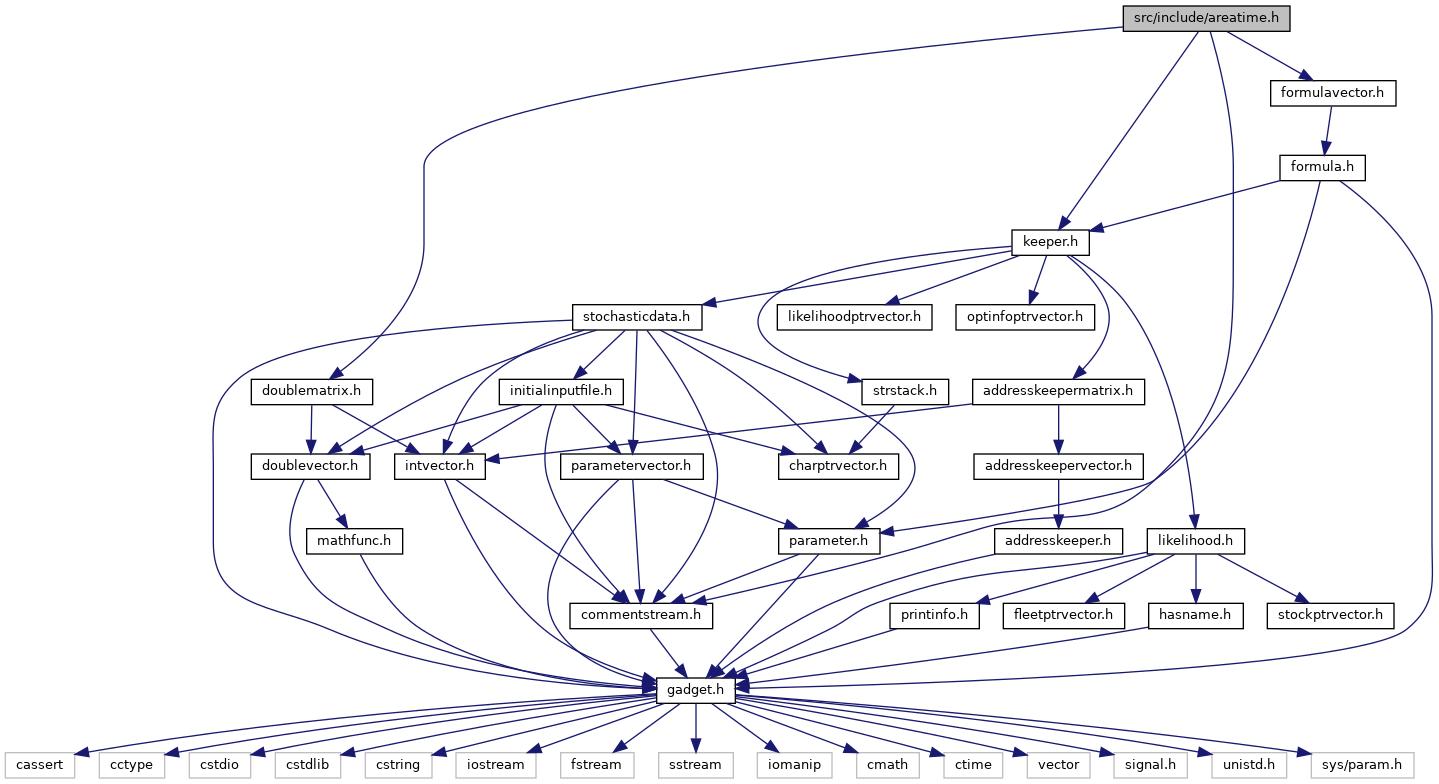 src/include/areatime.h
formulavector.h
formula.h
keeper.h
stochasticdata.h
likelihoodptrvector.h
optinfoptrvector.h
doublematrix.h
initialinputfile.h
strstack.h
addresskeepermatrix.h
doublevector.h
intvector.h
parametervector.h
charptrvector.h
addresskeepervector.h
mathfunc.h
parameter.h
addresskeeper.h
likelihood.h
commentstream.h
printinfo.h
fleetptrvector.h
hasname.h
stockptrvector.h
gadget.h
cassert
cctype
cstdio
cstdlib
cstring
iostream
fstream
sstream
iomanip
cmath
ctime
vector
signal.h
unistd.h
sys/param.h